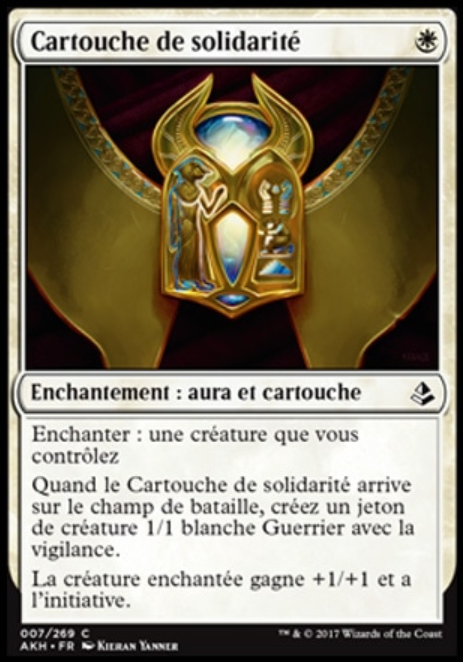 Cartouche de solidarité
Enchantement : aura et cartouche
Enchanter : une créature que vous
contrôlez
Quand le Cartouche de solidarité arrive
sur le champ de bataille, créez un jeton
de créature 1/1 blanche Guerrier avec la
vigilance.
La créature enchantée gagne +1/+1 et a
l'initiative.
007/269 C
AKH • FR Kieran Yanner
™ & © 2017 Wizards of the Coast